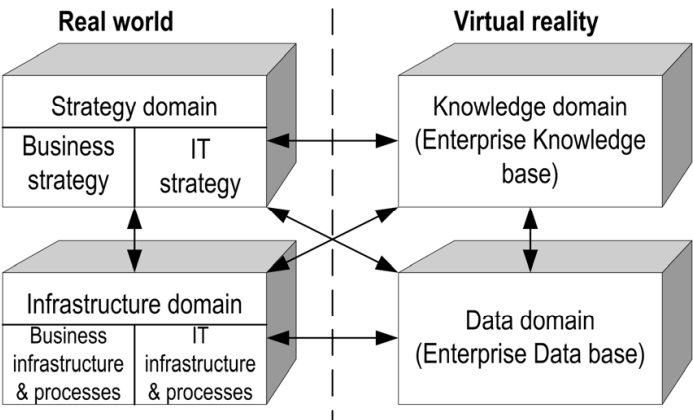 Real world
Virtual reality
Strategy domain
Business
strategy
IT
strategy
Knowledge domain
(Enterprise Knowledge
base)
Infrastructure domain
Business
infrastructure
& processes
IT
infrastructure
& processes
Data domain
(Enterprise Data base)